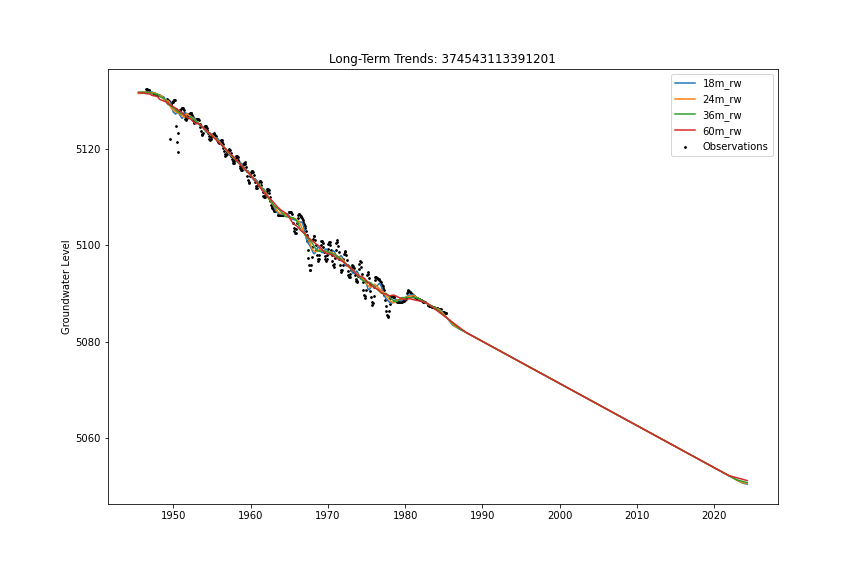 Long-Term Trends: 374543113391201
18m_rw
24m_rw
36m_rw
60m_rw
Observations
Groundwater Level
5120
5100
5080
5060
1950 1960 1970 1980 1990 2000 2010 2020